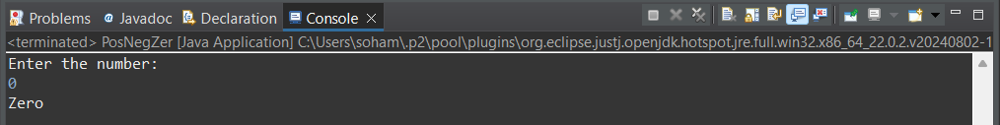 Problems Javadoc Declaration Console
<terminated> PosNegZer [Java Application] C:\Users\soham\.p2\pool\plugins\org.eclipse.justj.openjdk.hotspot.jre.full.win32.x86_64_22.0.2.v20240802-1
Enter the number:
0
Zero